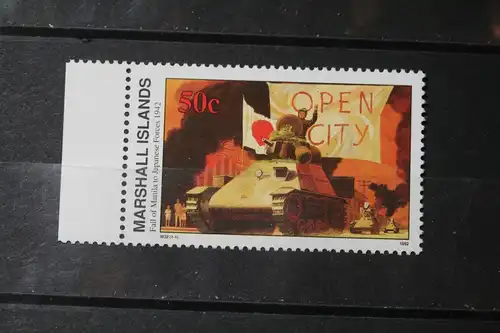 MARSHALL ISLANDS
Fall of Manila to Japanese Forces 1942
50c
OPEN
CITY
1992